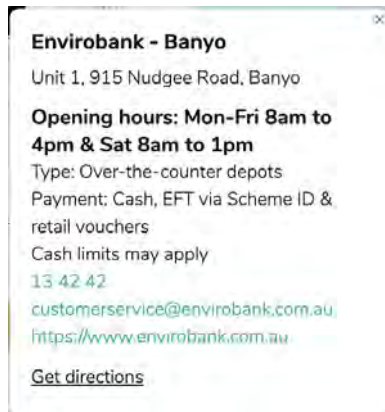 Envirobank - Banyo
Unit 1, 915 Nudgee Road, Banyo
Opening hours: Mon-Fri 8am to
4pm & Sat 8am to 1pm
Type: Over-the-counter depots
Payment: Cash, EFT via Scheme ID &
retail vouchers
Cash limits may apply
13 42 42
customerservice@envirobank.com.au
https://www.envirobank.com.au
Get directions